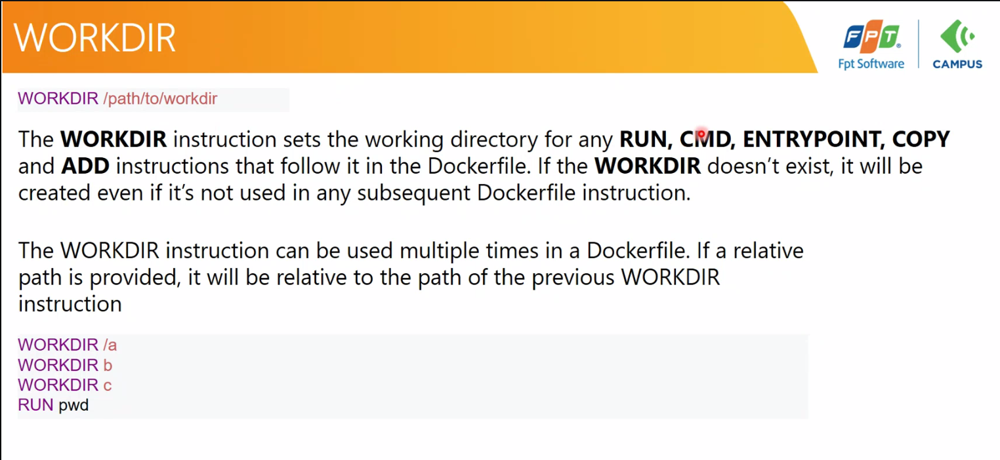 WORKDIR
FPT
Fpt Software
CAMPUS
WORKDIR /path/to/workdir
The WORKDIR instruction sets the working directory for any RUN, CMD, ENTRYPOINT, COPY
and ADD instructions that follow it in the Dockerfile. If the WORKDIR doesn’t exist, it will be
created even if it’s not used in any subsequent Dockerfile instruction.
The WORKDIR instruction can be used multiple times in a Dockerfile. If a relative
path is provided, it will be relative to the path of the previous WORKDIR
instruction
WORKDIR /a
WORKDIR b
WORKDIR c
RUN pwd